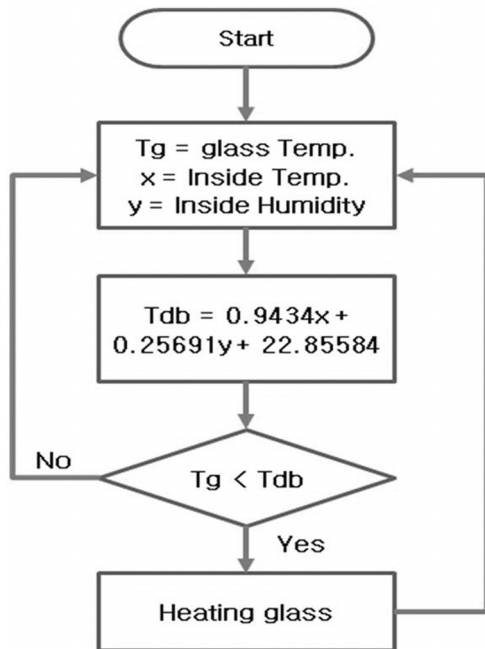 Start
Tg = glass Temp.
x = Inside Temp.
y = Inside Humidity
Tdb = 0.9434x+
0.25691y+ 22.85584
No
Tg < Tdb
Yes
Heating glass